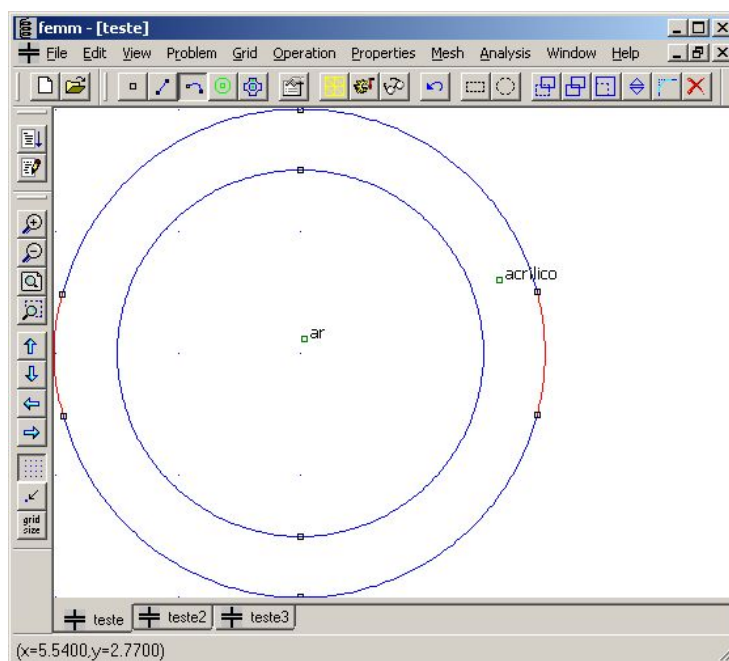 femm - [teste]
File Edit View Problem Grid Operation Properties Mesh Analysis Window Help
acrílico
ar
grid
size
teste teste2 teste3
(x=5.5400,y=2.7700)